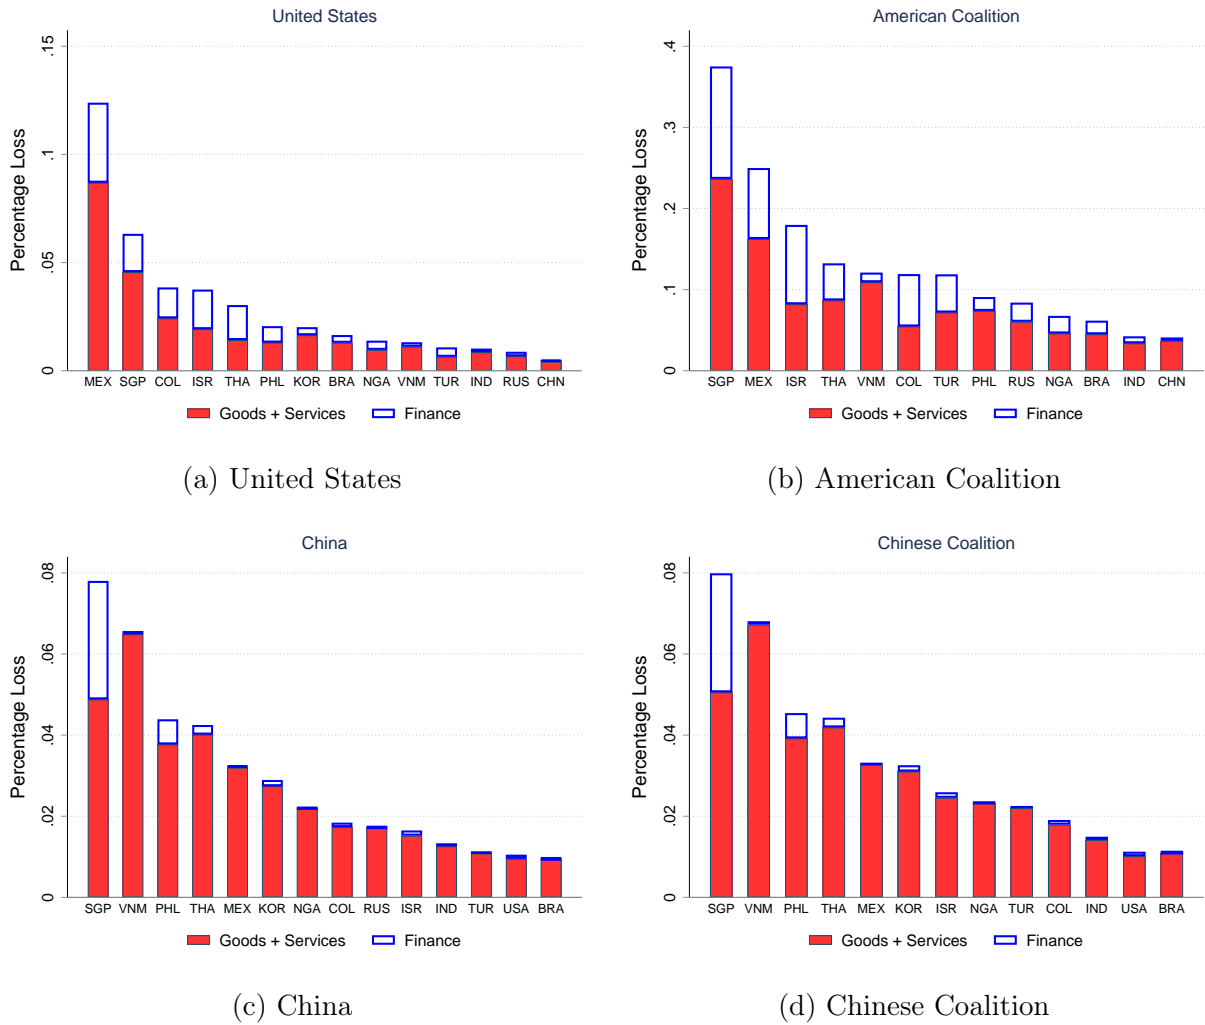 United States
Percentage Loss
.15
.1
.05
0
MEX SGP COL ISR THA PHL KOR BRA NGA VNM TUR IND RUS CHN
Goods + Services Finance
(a) United States
American Coalition
Percentage Loss
.4
.3
.2
.1
0
SGP MEX ISR THA VNM COL TUR PHL RUS NGA BRA IND CHN
Goods + Services Finance
(b) American Coalition
China
Percentage Loss
.08
.06
.04
.02
0
SGP VNM PHL THA MEX KOR NGA COL RUS ISR IND TUR USA BRA
Goods + Services Finance
(c) China
Chinese Coalition
Percentage Loss
.08
.06
.04
.02
0
SGP VNM PHL THA MEX KOR ISR NGA TUR COL IND USA BRA
Goods + Services Finance
(d) Chinese Coalition